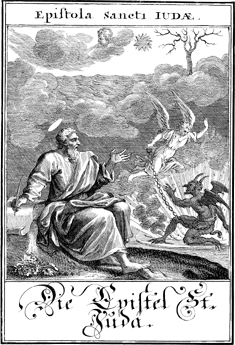 Epistola Sancti IUDÆ.
Die Epistel St.
Juda.